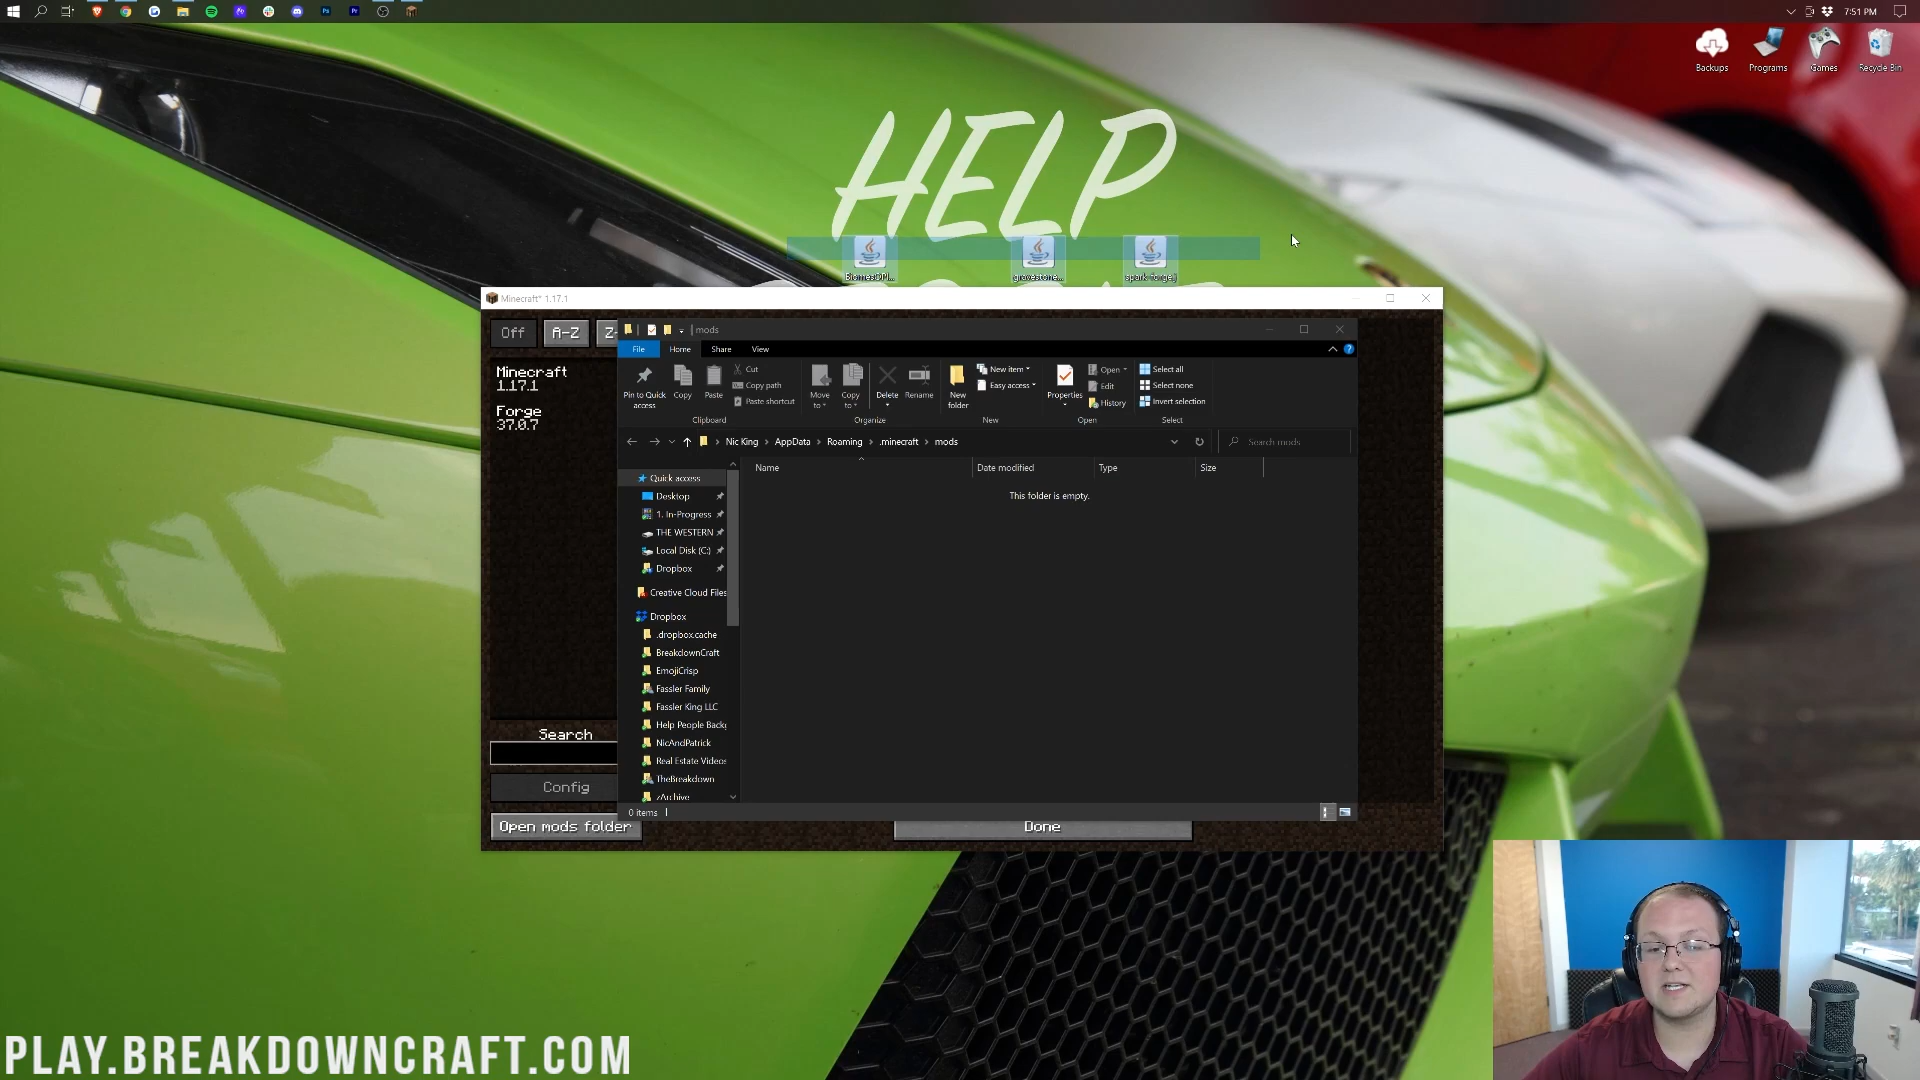 7:51 PM
Backups
Programs
Games
Recycle Bin
HELP
BiomesOPl...
gravestone...
spark-forge.j
Minecraft* 1.17.1
Off
A-Z
Z-
Minecraft
1.17.1
Forge
37.0.7
Search
Config
Open mods folder
Done
mods
File
Home
Share
View
Pin to Quick access
Copy
Paste
Cut
Copy path
Paste shortcut
Clipboard
Move to
Copy to
Delete
Rename
Organize
New folder
New item
Easy access
New
Properties
Open
Edit
History
Open
Select all
Select none
Invert selection
Select
Nic King
AppData
Roaming
.minecraft
mods
Search mods
Name
Date modified
Type
Size
This folder is empty.
Quick access
Desktop
1. In-Progress
THE WESTERN
Local Disk (C:)
Dropbox
Creative Cloud Files
Dropbox
.dropbox.cache
BreakdownCraft
EmojiCrisp
Fassler Family
Fassler King LLC
Help People Back
NicAndPatrick
Real Estate Videos
TheBreakdown
zArchive
0 items
PLAY.BREAKDOWNCRAFT.COM